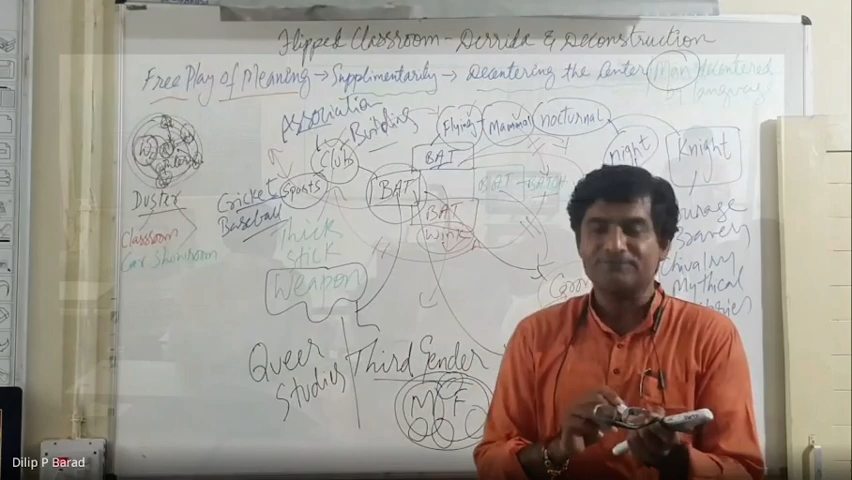 Flipped Classroom - Derrida & Deconstruction
Free Play of Meaning → Supplimentarity → Decentering the Center
Man decentered
by language
Association
Building
Club
Sports
Cricket
Baseball
Thick
Stick
Weapon
BAT
Flying
Mammal
nocturnal
BAT
BAT
Wink
night
Knight
Bravery
Chivalry
Mythical
DUSTER
Classroom
Car Showroom
Queer
Studies
Third Gender
M F
Dilip P Barad